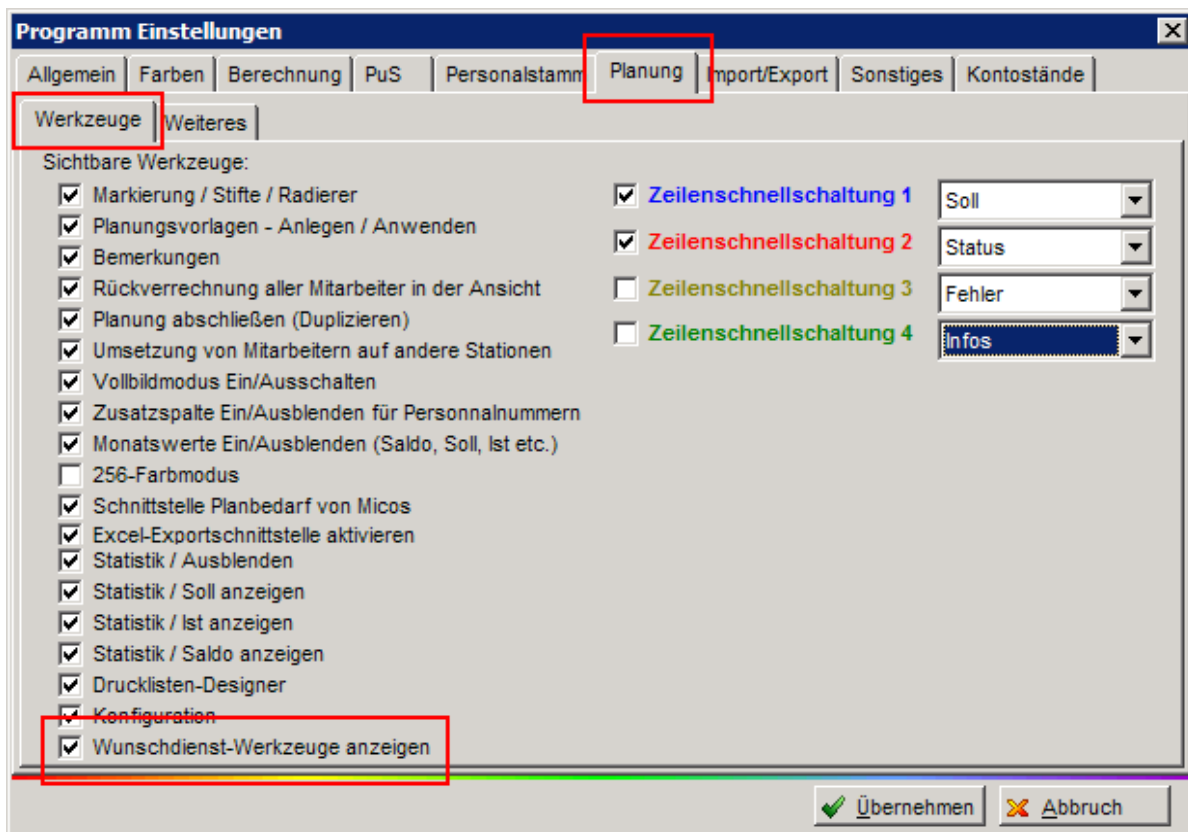 Programm Einstellungen
Allgemein Farben Berechnung PuS Personalstamm Planung Import/Export Sonstiges Kontostände
Werkzeuge Weiteres
Sichtbare Werkzeuge:
Markierung / Stifte / Radierer
Planungsvorlagen - Anlegen / Anwenden
Bemerkungen
Rückverrechnung aller Mitarbeiter in der Ansicht
Planung abschließen (Duplizieren)
Umsetzung von Mitarbeitern auf andere Stationen
Vollbildmodus Ein/Ausschalten
Zusatzspalte Ein/Ausblenden für Personnalnummern
Monatswerte Ein/Ausblenden (Saldo, Soll, Ist etc.)
256-Farbmodus
Schnittstelle Planbedarf von Micos
Excel-Exportschnittstelle aktivieren
Statistik / Ausblenden
Statistik / Soll anzeigen
Statistik / Ist anzeigen
Statistik / Saldo anzeigen
Drucklisten-Designer
Konfiguration
Wunschdienst-Werkzeuge anzeigen
Zeilenschnellschaltung 1 Soll
Zeilenschnellschaltung 2 Status
Zeilenschnellschaltung 3 Fehler
Zeilenschnellschaltung 4 Infos
Übernehmen Abbruch